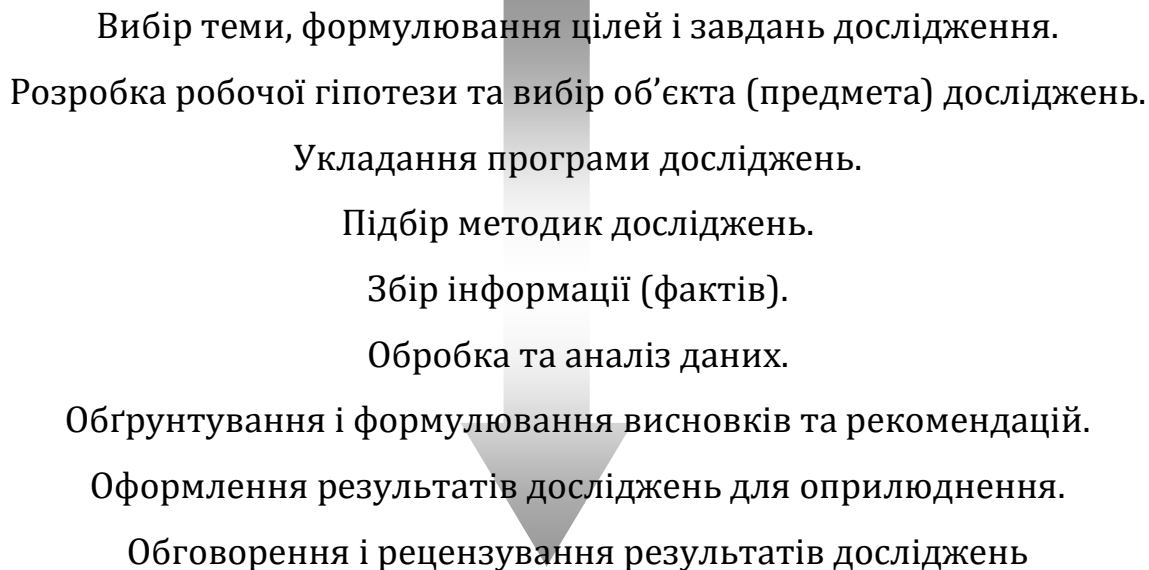 Вибір теми, формулювання цілей і завдань дослідження.
Розробка робочої гіпотези та вибір об’єкта (предмета) досліджень.
Укладання програми досліджень.
Підбір методик досліджень.
Збір інформації (фактів).
Обробка та аналіз даних.
Обґрунтування і формулювання висновків та рекомендацій.
Оформлення результатів досліджень для оприлюднення.
Обговорення і рецензування результатів досліджень